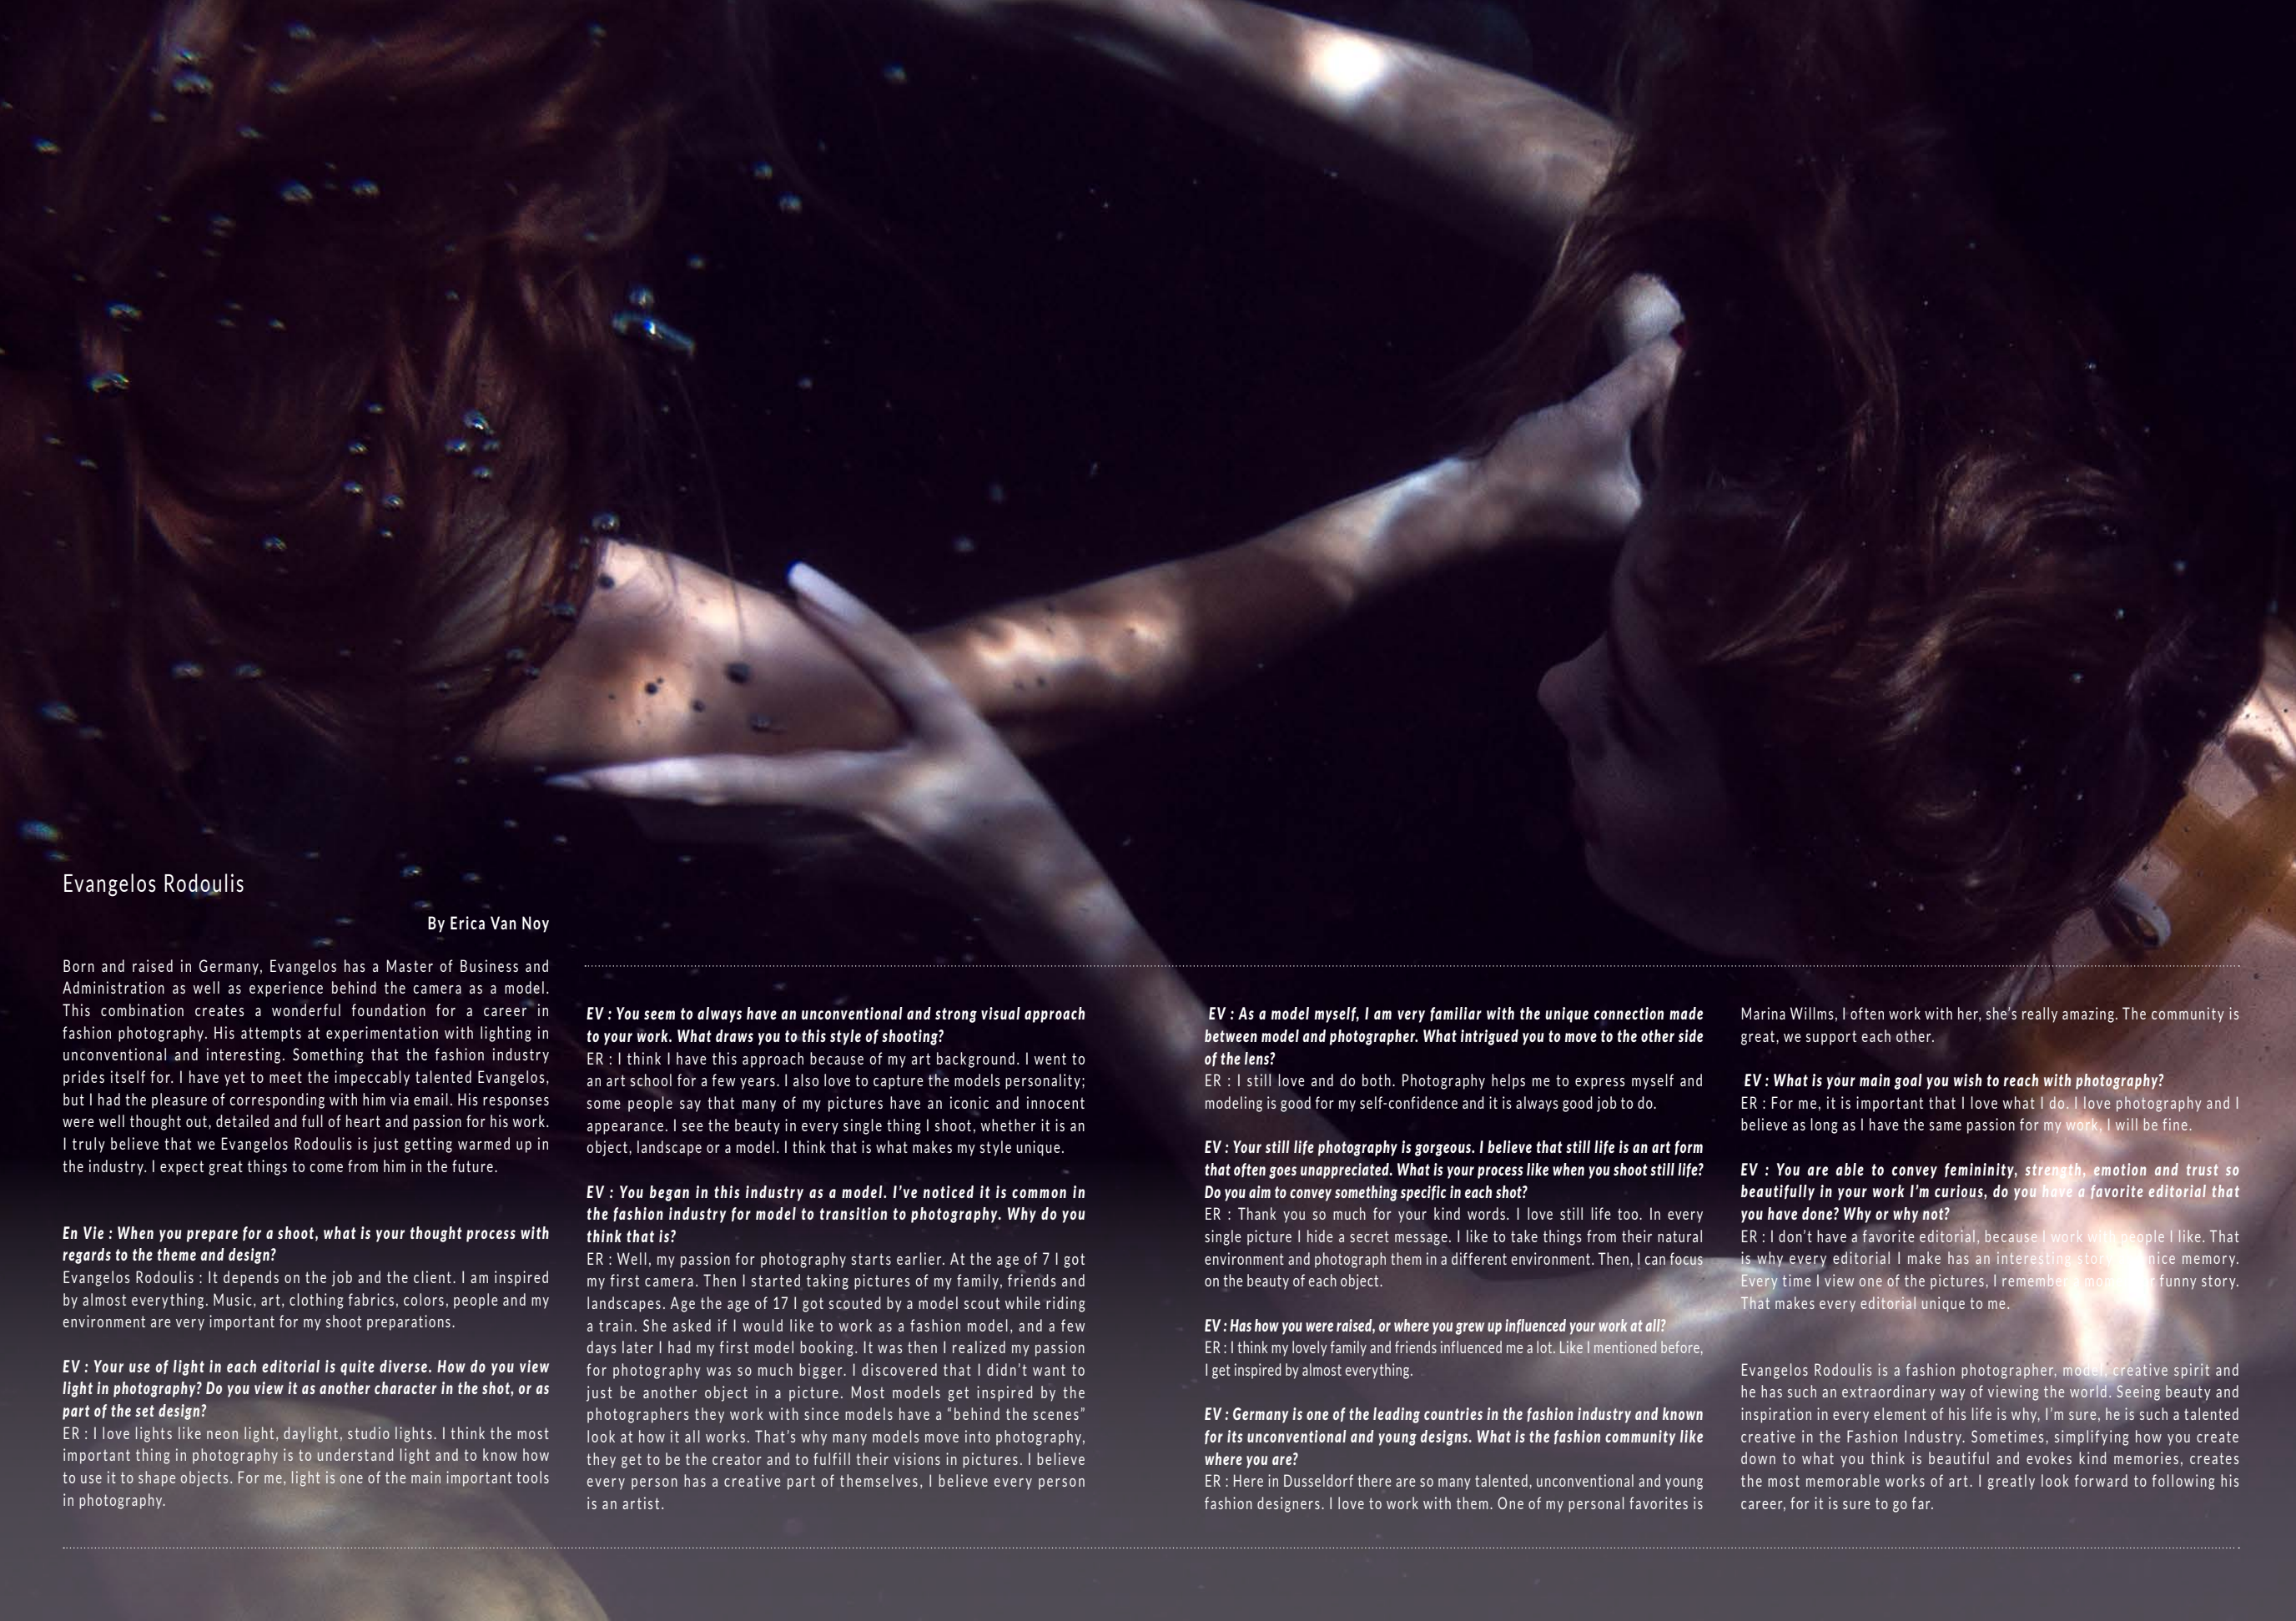 Evangelos Rodoulis
By Erica Van Noy
Born and raised in Germany, Evangelos has a Master of Business and
Administration as well as experience behind the camera as a model.
This combination creates a wonderful foundation for a career in
fashion photography. His attempts at experimentation with lighting in
unconventional and interesting. Something that the fashion industry
prides itself for. I have yet to meet the impeccably talented Evangelos,
but I had the pleasure of corresponding with him via email. His responses
were well thought out, detailed and full of heart and passion for his work.
I truly believe that we Evangelos Rodoulis is just getting warmed up in
the industry. I expect great things to come from him in the future.
En Vie : When you prepare for a shoot, what is your thought process with
regards to the theme and design?
Evangelos Rodoulis : It depends on the job and the client. I am inspired
by almost everything. Music, art, clothing fabrics, colors, people and my
environment are very important for my shoot preparations.
EV : Your use of light in each editorial is quite diverse. How do you view
light in photography? Do you view it as another character in the shot, or as
part of the set design?
ER : I love lights like neon light, daylight, studio lights. I think the most
important thing in photography is to understand light and to know how
to use it to shape objects. For me, light is one of the main important tools
in photography.
EV : You seem to always have an unconventional and strong visual approach
to your work. What draws you to this style of shooting?
ER : I think I have this approach because of my art background. I went to
an art school for a few years. I also love to capture the models personality;
some people say that many of my pictures have an iconic and innocent
appearance. I see the beauty in every single thing I shoot, whether it is an
object, landscape or a model. I think that is what makes my style unique.
EV : You began in this industry as a model. I've noticed it is common in
the fashion industry for model to transition to photography. Why do you
think that is?
ER : Well, my passion for photography starts earlier. At the age of 7 I got
my first camera. Then I started taking pictures of my family, friends and
landscapes. Age the age of 17 I got scouted by a model scout while riding
a train. She asked if I would like to work as a fashion model, and a few
days later I had my first model booking. It was then I realized my passion
for photography was so much bigger. I discovered that I didn't want to
just be another object in a picture. Most models get inspired by the
photographers they work with since models have a "behind the scenes"
look at how it all works. That's why many models move into photography,
they get to be the creator and to fulfill their visions in pictures. I believe
every person has a creative part of themselves, I believe every person
is an artist.
EV : As a model myself, I am very familiar with the unique connection made
between model and photographer. What intrigued you to move to the other side
of the lens?
ER : I still love and do both. Photography helps me to express myself and
modeling is good for my self-confidence and it is always good job to do.
EV : Your still life photography is gorgeous. I believe that still life is an art form
that often goes unappreciated. What is your process like when you shoot still life?
Do you aim to convey something specific in each shot?
ER : Thank you so much for your kind words. I love still life too. In every
single picture I hide a secret message. I like to take things from their natural
environment and photograph them in a different environment. Then, I can focus
on the beauty of each object.
EV : Has how you were raised, or where you grew up influenced your work at all?
ER : I think my lovely family and friends influenced me a lot. Like I mentioned before,
I get inspired by almost everything.
EV : Germany is one of the leading countries in the fashion industry and known
for its unconventional and young designs. What is the fashion community like
where you are?
ER : Here in Dusseldorf there are so many talented, unconventional and young
fashion designers. I love to work with them. One of my personal favorites is
Marina Willms, I often work with her, she's really amazing. The community is
great, we support each other.
EV : What is your main goal you wish to reach with photography?
ER : For me, it is important that I love what I do. I love photography and I
believe as long as I have the same passion for my work, I will be fine.
EV : You are able to convey femininity, strength, emotion and trust so
beautifully in your work I'm curious, do you have a favorite editorial that
you have done? Why or why not?
ER : I don't have a favorite editorial, because I work with people I like. That
is why every editorial I make has an interesting story nice memory.
Every time I view one of the pictures, I remember a funny story.
That makes every editorial unique to me.
Evangelos Rodoulis is a fashion photographer, model, creative spirit and
he has such an extraordinary way of viewing the world. Seeing beauty and
inspiration in every element of his life is why, I'm sure, he is such a talented
creative in the Fashion Industry. Sometimes, simplifying how you create
down to what you think is beautiful and evokes kind memories, creates
the most memorable works of art. I greatly look forward to following his
career, for it is sure to go far.